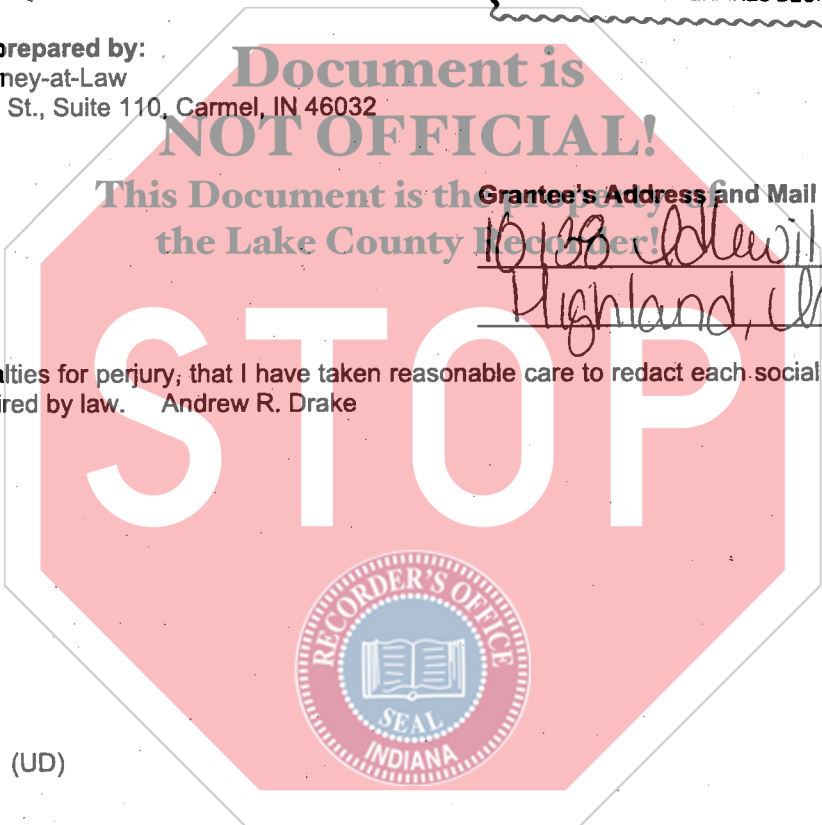 prepared by:
ney-at-Law
St., Suite 110, Carmel, IN 46032
Document is
NOT OFFICIAL!
This Document is the property of
the Lake County Recorder!
Grantee's Address and Mail
Highland,
alties for perjury, that I have taken reasonable care to redact each social
ired by law. Andrew R. Drake
STOP
RECORDER'S OFFICE
SEAL
INDIANA
(UD)